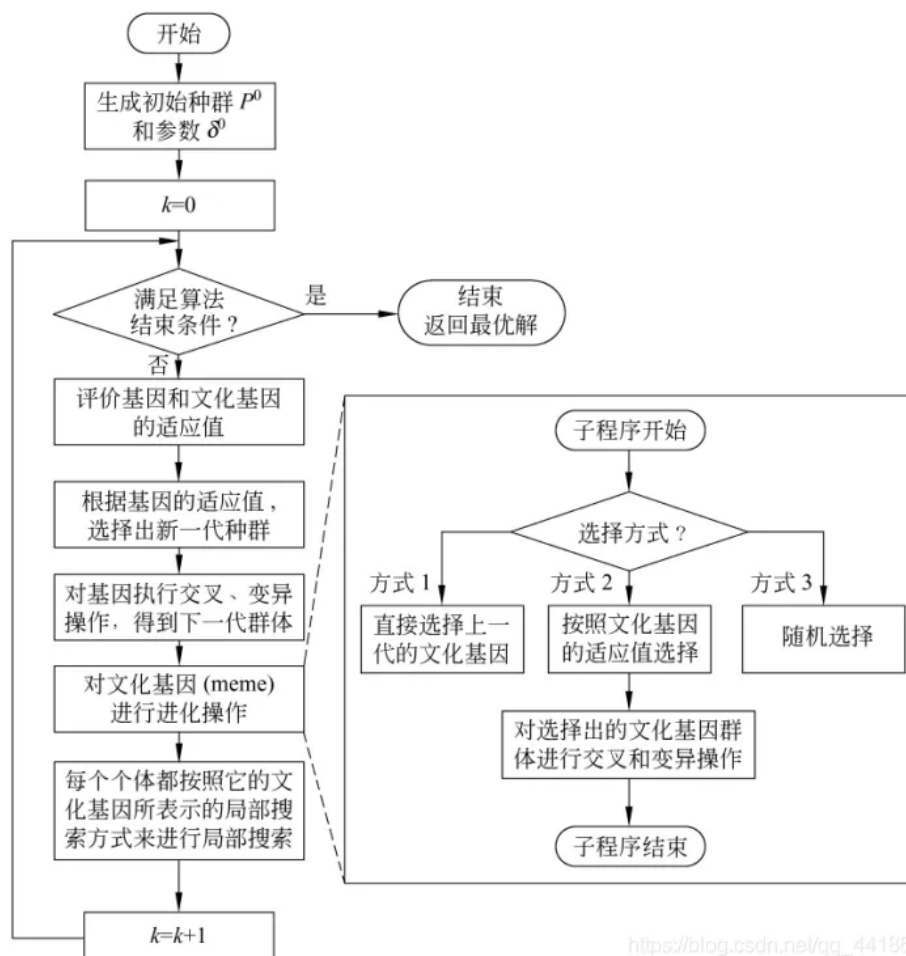 开始
生成初始种群 P⁰
和参数 δ⁰
k=0
满足算法
结束条件？
是
结束
返回最优解
否
评价基因和文化基因
的适应值
根据基因的适应值，
选择出新一代种群
对基因执行交叉、变异
操作，得到下一代群体
对文化基因 (meme)
进行进化操作
每个个体都按照它的文
化基因所表示的局部搜
索方式来进行局部搜索
k=k+1
子程序开始
选择方式？
方式 1
方式 2
方式 3
直接选择上一
代的文化基因
按照文化基因
的适应值选择
随机选择
对选择出的文化基因群
体进行交叉和变异操作
子程序结束
https://blog.csdn.net/qq_44186